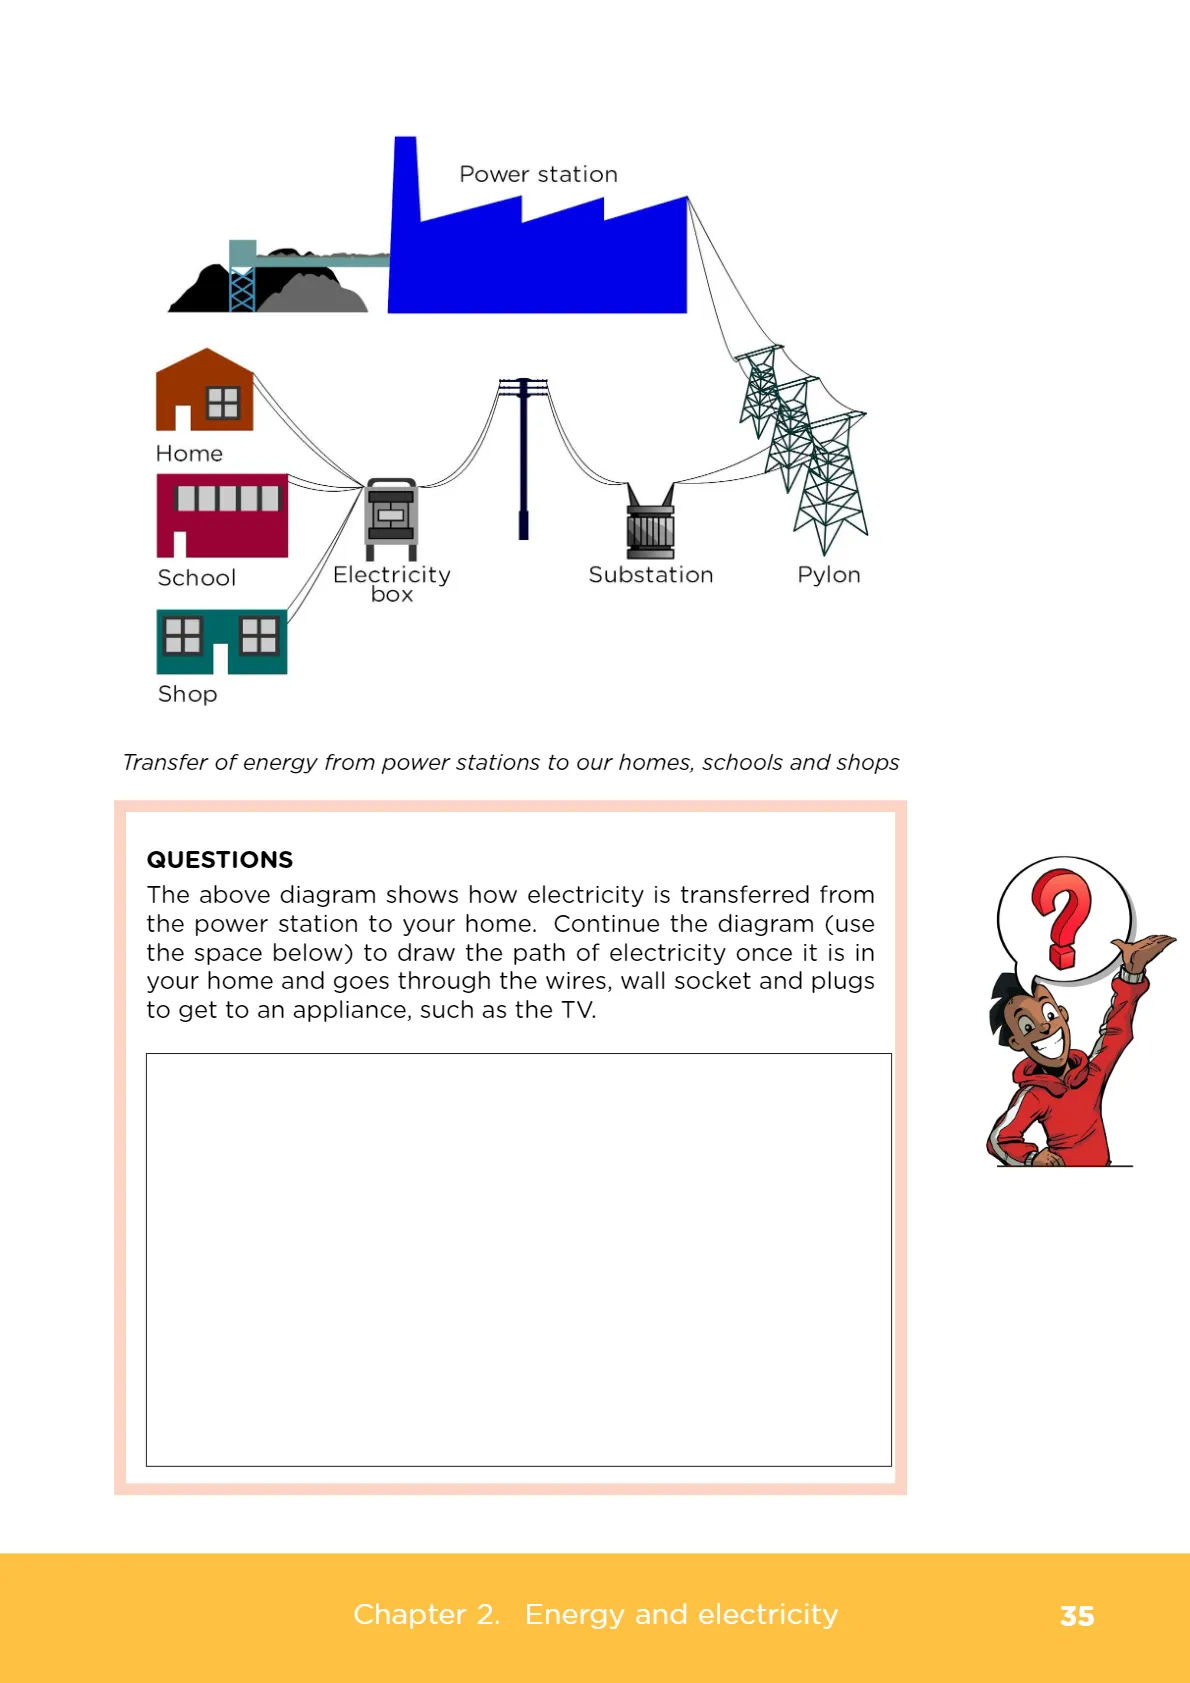 Power station
Home
School
Electricity
box
Substation
Pylon
Shop
Transfer of energy from power stations to our homes, schools and shops
QUESTIONS
The above diagram shows how electricity is transferred from
the power station to your home. Continue the diagram (use
the space below) to draw the path of electricity once it is in
your home and goes through the wires, wall socket and plugs
to get to an appliance, such as the TV.
?
Chapter 2. Energy and electricity
35